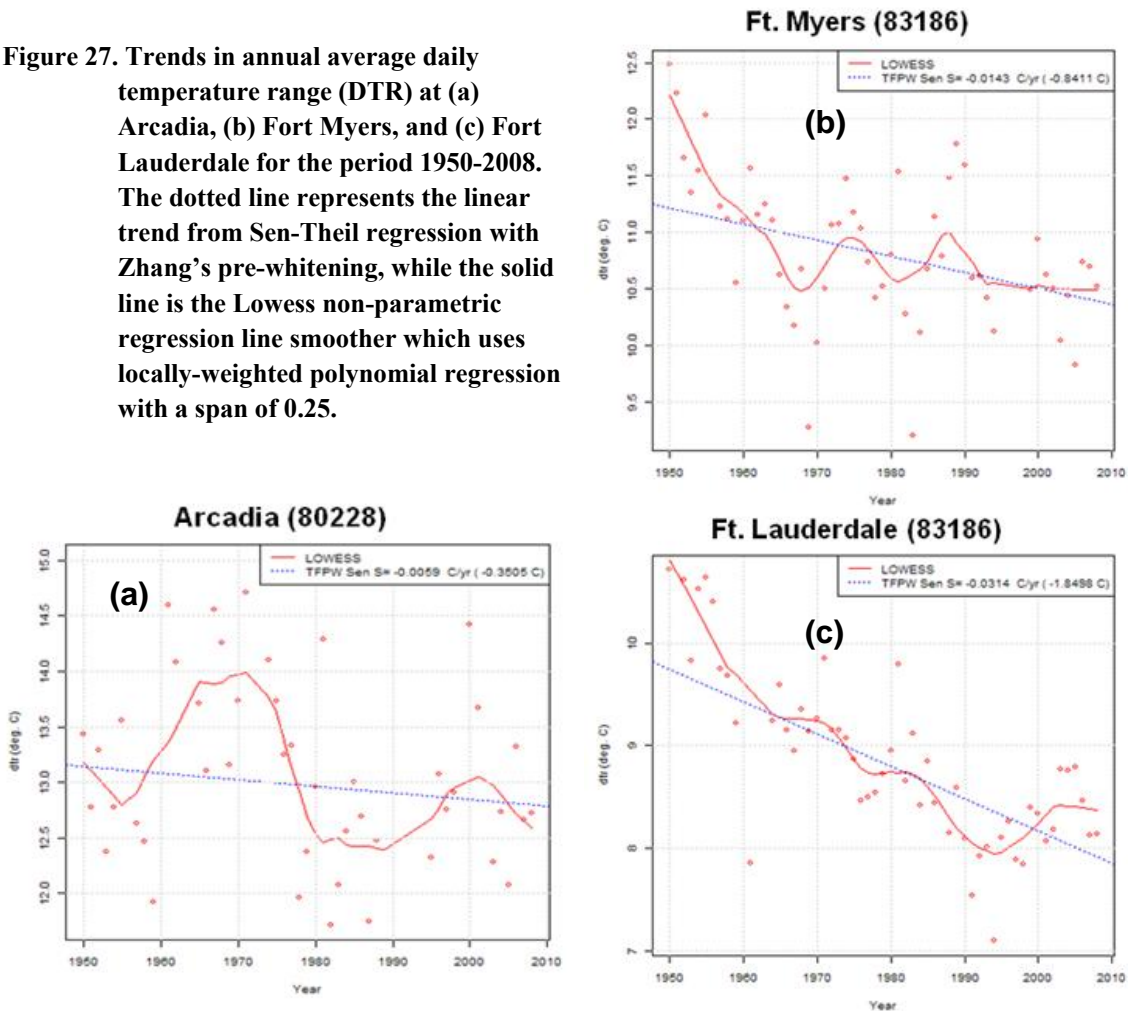 Figure 27. Trends in annual average daily
temperature range (DTR) at (a)
Arcadia, (b) Fort Myers, and (c) Fort
Lauderdale for the period 1950-2008.
The dotted line represents the linear
trend from Sen-Theil regression with
Zhang's pre-whitening, while the solid
line is the Lowess non-parametric
regression line smoother which uses
locally-weighted polynomial regression
with a span of 0.25.
Ft. Myers (83186)
LOWESS
TFPW Sen S= -0.0143 C/yr ( -0.8411 C)
(b)
dtr (deg. C)
12.5
12.0
11.5
11.0
10.5
10.0
9.5
1950 1960 1970 1980 1990 2000 2010
Year
Arcadia (80228)
LOWESS
TFPW Sen S= -0.0059 C/yr ( -0.3505 C)
(a)
dtr (deg. C)
15.0
14.5
14.0
13.5
13.0
12.5
12.0
1950 1960 1970 1980 1990 2000 2010
Year
Ft. Lauderdale (83186)
LOWESS
TFPW Sen S= -0.0314 C/yr ( -1.8498 C)
(c)
dtr (deg. C)
10
9
8
7
1950 1960 1970 1980 1990 2000 2010
Year